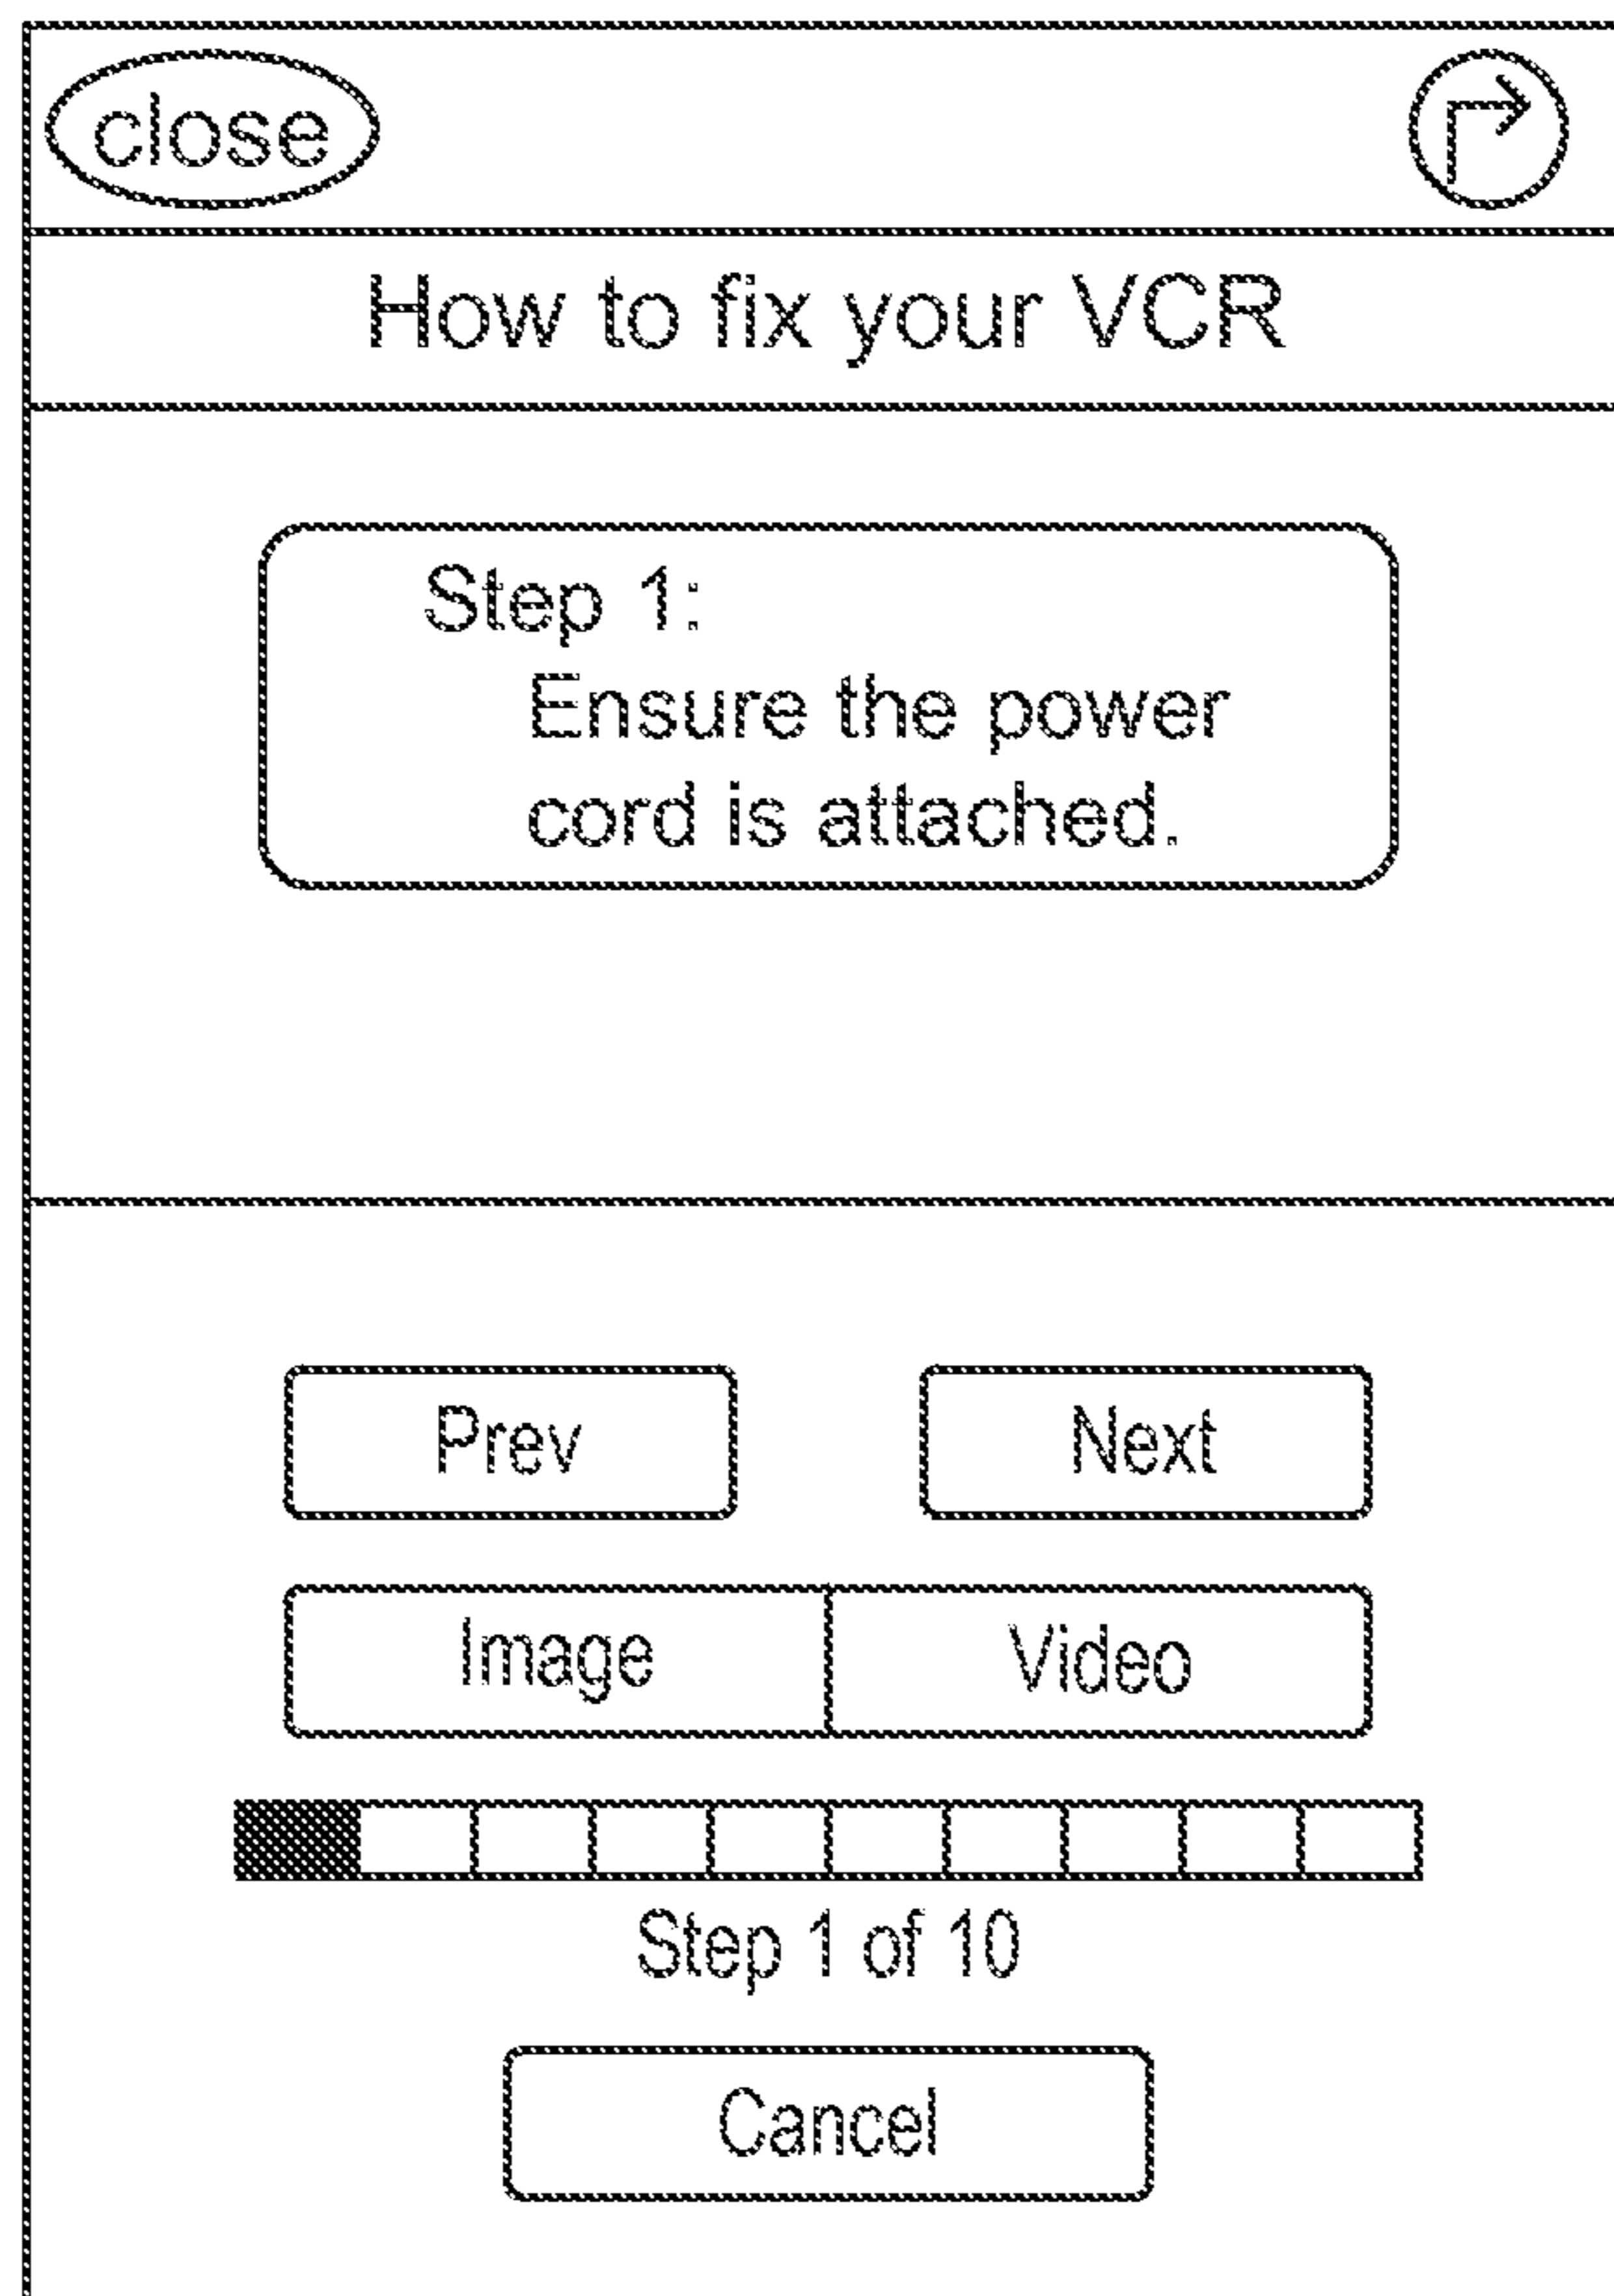 close
How to fix your VCR
Step 1:
Ensure the power
cord is attached.
Prev
Next
Image
Video
Step 1 of 10
Cancel